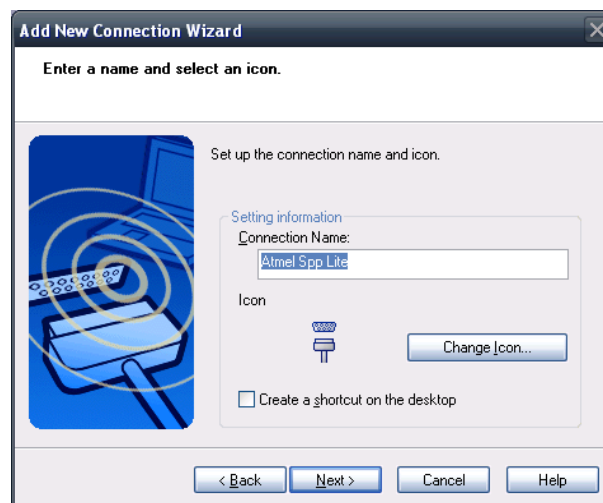 Add New Connection Wizard
Enter a name and select an icon.
Set up the connection name and icon.
Setting information
Connection Name:
Atmel Spp Lite
Icon
Change Icon...
Create a shortcut on the desktop
< Back Next > Cancel Help